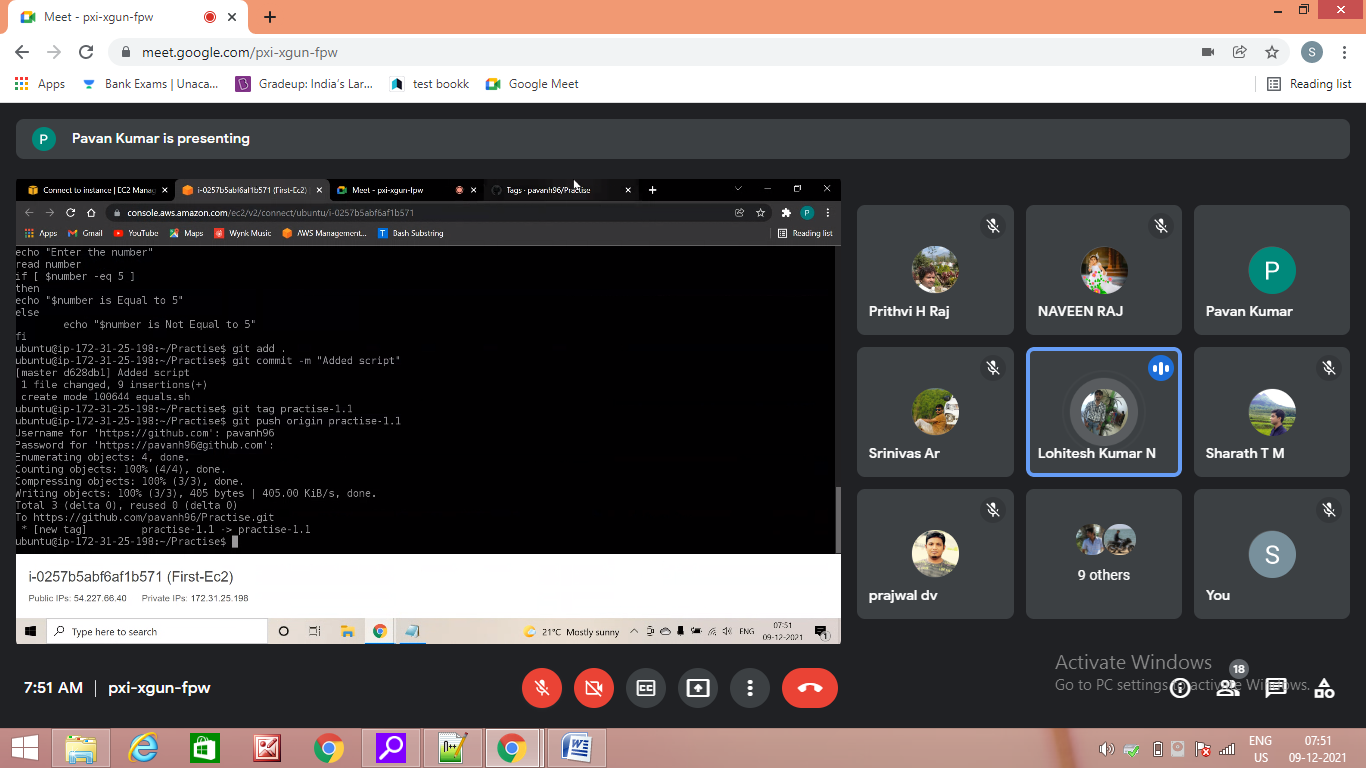 Meet - pxi-xgun-fpw
meet.google.com/pxi-xgun-fpw
S
Apps
Bank Exams | Unaca...
Gradeup: India's Lar...
test bookk
Google Meet
Reading list
P
Pavan Kumar is presenting
Connect to instance | EC2 Manag
i-0257b5abf6af1b571 (First-Ec2)
Meet - pxi-xgun-fpw
Tags · pavanh96/Practise
console.aws.amazon.com/ec2/v2/connect/ubuntu/i-0257b5abf6af1b571
P
Apps
Gmail
YouTube
Maps
Wynk Music
AWS Management...
T
Bash Substring
Reading list
echo "Enter the number"
read number
if [ $number -eq 5 ]
then
echo "$number is Equal to 5"
else
echo "$number is Not Equal to 5"
fi
ubuntu@ip-172-31-25-198:~/Practise$ git add .
ubuntu@ip-172-31-25-198:~/Practise$ git commit -m "Added script"
[master d628db1] Added script
1 file changed, 9 insertions(+)
create mode 100644 equals.sh
ubuntu@ip-172-31-25-198:~/Practise$ git tag practise-1.1
ubuntu@ip-172-31-25-198:~/Practise$ git push origin practise-1.1
Username for 'https://github.com': pavanh96
Password for 'https://pavanh96@github.com':
Enumerating objects: 4, done.
Counting objects: 100% (4/4), done.
Compressing objects: 100% (3/3), done.
Writing objects: 100% (3/3), 405 bytes | 405.00 KiB/s, done.
Total 3 (delta 0), reused 0 (delta 0)
To https://github.com/pavanh96/Practise.git
* [new tag] practise-1.1 -> practise-1.1
ubuntu@ip-172-31-25-198:~/Practise$
i-0257b5abf6af1b571 (First-Ec2)
Public IPs: 54.227.66.40 Private IPs: 172.31.25.198
Type here to search
21°C Mostly sunny
ENG
07:51
09-12-2021
1
Prithvi H Raj
NAVEEN RAJ
P
Pavan Kumar
Srinivas Ar
Lohitesh Kumar N
Sharath T M
prajwal dv
9 others
S
You
7:51 AM | pxi-xgun-fpw
18
Activate Windows
Go to PC settings to activate Windows.
ENG
US
07:51
09-12-2021